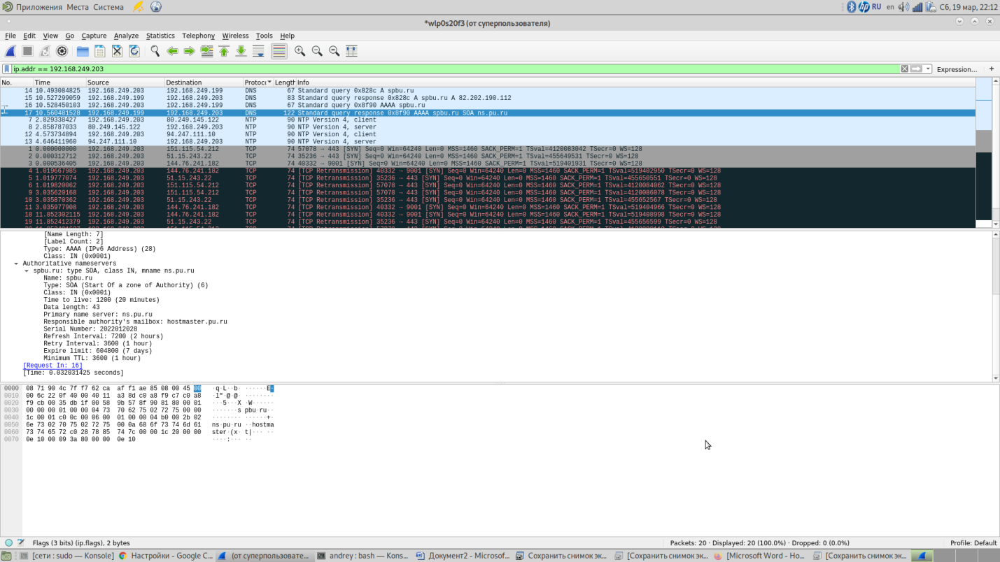 Приложения Места Система
RU en Сб, 19 мар, 22:12
*wlp0s20f3 (от суперпользователя)
File Edit View Go Capture Analyze Statistics Telephony Wireless Tools Help
ip.addr == 192.168.249.203 Expression... +
No. Time Source Destination Protoc Length Info
14 10.493084825 192.168.249.203 192.168.249.199 DNS 67 Standard query 0x828c A spbu.ru
15 10.527299059 192.168.249.199 192.168.249.203 DNS 83 Standard query response 0x828c A spbu.ru A 82.202.190.112
16 10.528450103 192.168.249.203 192.168.249.199 DNS 67 Standard query 0x8f90 AAAA spbu.ru
17 10.560481528 192.168.249.199 192.168.249.203 DNS 122 Standard query response 0x8f90 AAAA spbu.ru SOA ns.pu.ru
7 2.829338427 192.168.249.203 80.249.145.122 NTP 90 NTP Version 4, client
8 2.858787033 80.249.145.122 192.168.249.203 NTP 90 NTP Version 4, server
12 4.573734894 192.168.249.203 94.247.111.10 NTP 90 NTP Version 4, client
13 4.646411960 94.247.111.10 192.168.249.203 NTP 90 NTP Version 4, server
1 0.000000000 192.168.249.203 151.115.54.212 TCP 74 57078 → 443 [SYN] Seq=0 Win=64240 Len=0 MSS=1460 SACK_PERM=1 TSval=4120083042 TSecr=0 WS=128
2 0.000312712 192.168.249.203 51.15.243.22 TCP 74 35236 → 443 [SYN] Seq=0 Win=64240 Len=0 MSS=1460 SACK_PERM=1 TSval=455649531 TSecr=0 WS=128
3 0.000536405 192.168.249.203 144.76.241.182 TCP 74 40332 → 9001 [SYN] Seq=0 Win=64240 Len=0 MSS=1460 SACK_PERM=1 TSval=519401931 TSecr=0 WS=128
4 1.019667985 192.168.249.203 144.76.241.182 TCP 74 [TCP Retransmission] 40332 → 9001 [SYN] Seq=0 Win=64240 Len=0 MSS=1460 SACK_PERM=1 TSval=519402950 TSecr=0 WS=128
5 1.019777074 192.168.249.203 51.15.243.22 TCP 74 [TCP Retransmission] 35236 → 443 [SYN] Seq=0 Win=64240 Len=0 MSS=1460 SACK_PERM=1 TSval=455650551 TSecr=0 WS=128
6 1.019820062 192.168.249.203 151.115.54.212 TCP 74 [TCP Retransmission] 57078 → 443 [SYN] Seq=0 Win=64240 Len=0 MSS=1460 SACK_PERM=1 TSval=4120084062 TSecr=0 WS=128
9 3.035620168 192.168.249.203 151.115.54.212 TCP 74 [TCP Retransmission] 57078 → 443 [SYN] Seq=0 Win=64240 Len=0 MSS=1460 SACK_PERM=1 TSval=4120086078 TSecr=0 WS=128
10 3.035870362 192.168.249.203 51.15.243.22 TCP 74 [TCP Retransmission] 35236 → 443 [SYN] Seq=0 Win=64240 Len=0 MSS=1460 SACK_PERM=1 TSval=455652567 TSecr=0 WS=128
11 3.035977908 192.168.249.203 144.76.241.182 TCP 74 [TCP Retransmission] 40332 → 9001 [SYN] Seq=0 Win=64240 Len=0 MSS=1460 SACK_PERM=1 TSval=519404966 TSecr=0 WS=128
18 11.852302115 192.168.249.203 144.76.241.182 TCP 74 [TCP Retransmission] 40332 → 9001 [SYN] Seq=0 Win=64240 Len=0 MSS=1460 SACK_PERM=1 TSval=519408998 TSecr=0 WS=128
19 11.852412379 192.168.249.203 51.15.243.22 TCP 74 [TCP Retransmission] 35236 → 443 [SYN] Seq=0 Win=64240 Len=0 MSS=1460 SACK_PERM=1 TSval=455656599 TSecr=0 WS=128
[Name Length: 7]
[Label Count: 2]
Type: AAAA (IPv6 Address) (28)
Class: IN (0x0001)
Authoritative nameservers
spbu.ru: type SOA, class IN, mname ns.pu.ru
Name: spbu.ru
Type: SOA (Start Of a zone of Authority) (6)
Class: IN (0x0001)
Time to live: 1200 (20 minutes)
Data length: 43
Primary name server: ns.pu.ru
Responsible authority's mailbox: hostmaster.pu.ru
Serial Number: 2022012028
Refresh Interval: 7200 (2 hours)
Retry Interval: 3600 (1 hour)
Expire limit: 604800 (7 days)
Minimum TTL: 3600 (1 hour)
[Request In: 16]
[Time: 0.032031425 seconds]
0000 08 71 90 4c 7f f7 62 ca af f1 ae 85 08 00 45 00 ·q·L··b· ······E·
0010 00 6c 22 0f 40 00 40 11 a3 8d c0 a8 f9 c7 c0 a8 ·l"·@·@· ········
0020 f9 cb 00 35 db 1f 00 58 9b 57 8f 90 81 80 00 01 ···5···X ·W······
0030 00 00 00 01 00 00 04 73 70 62 75 02 72 75 00 00 ·······s pbu·ru··
0040 1c 00 01 c0 0c 00 06 00 01 00 00 04 b0 00 2b 02 ········ ······+·
0050 6e 73 02 70 75 02 72 75 00 0a 68 6f 73 74 6d 61 ns·pu·ru ··hostma
0060 73 74 65 72 c0 28 78 85 74 7c 00 00 1c 20 00 00 ster·(x· t|··· ··
0070 0e 10 00 09 3a 80 00 00 0e 10 ····:··· ··
Flags (3 bits) (ip.flags), 2 bytes Packets: 20 · Displayed: 20 (100.0%) · Dropped: 0 (0.0%) Profile: Default
[сети : sudo — Konsole] Настройки - Google C... (от суперпользовате... andrey : bash — Kons... Документ2 - Microsof... Сохранить снимок эк... [Сохранить снимок эк... [Microsoft Word - Ho... [Сохранить снимок эк...